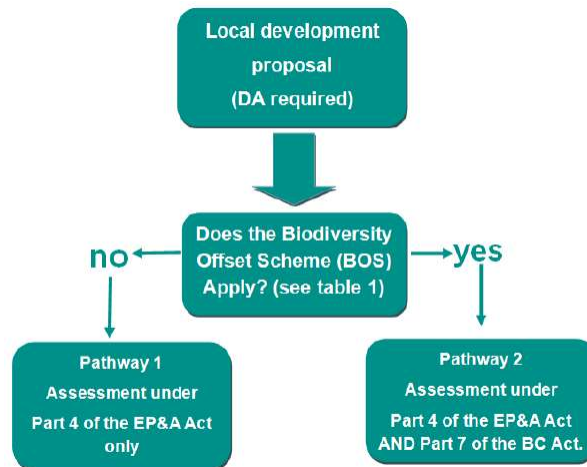 Local development
proposal
(DA required)
Does the Biodiversity
Offset Scheme (BOS)
Apply? (see table 1)
no
yes
Pathway 1
Assessment under
Part 4 of the EP&A Act
only
Pathway 2
Assessment under
Part 4 of the EP&A Act
AND Part 7 of the BC Act.